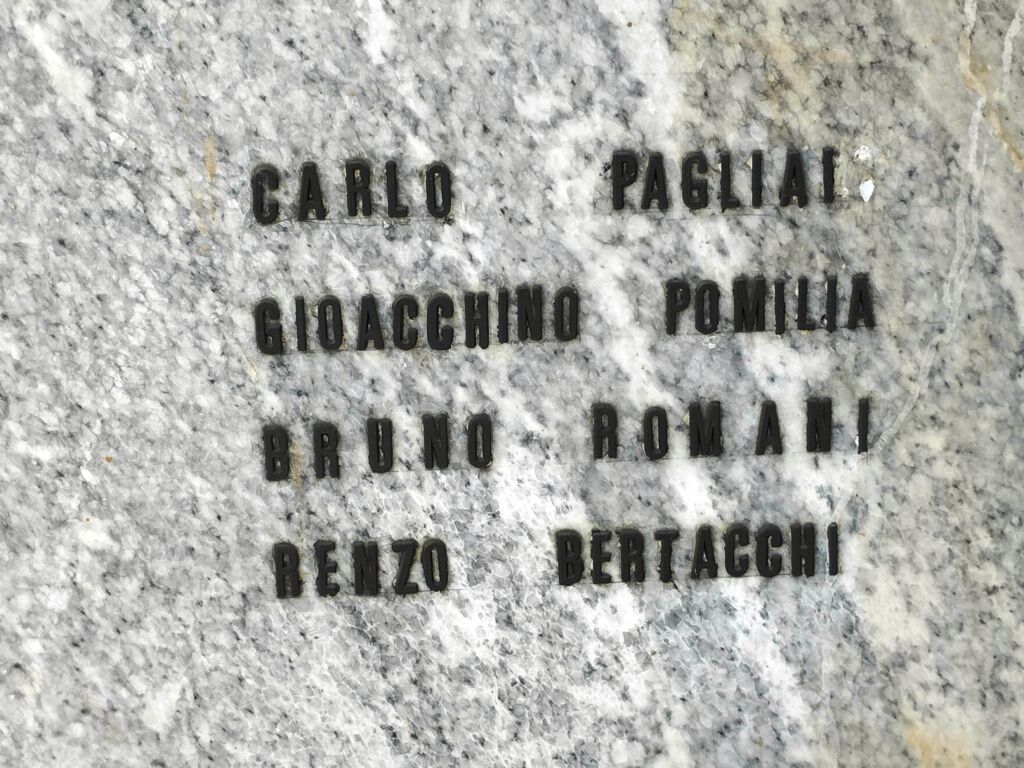 CARLO PAGLIAI
GIOACCHINO POMILIA
BRUNO ROMANI
RENZO BERTACCHI